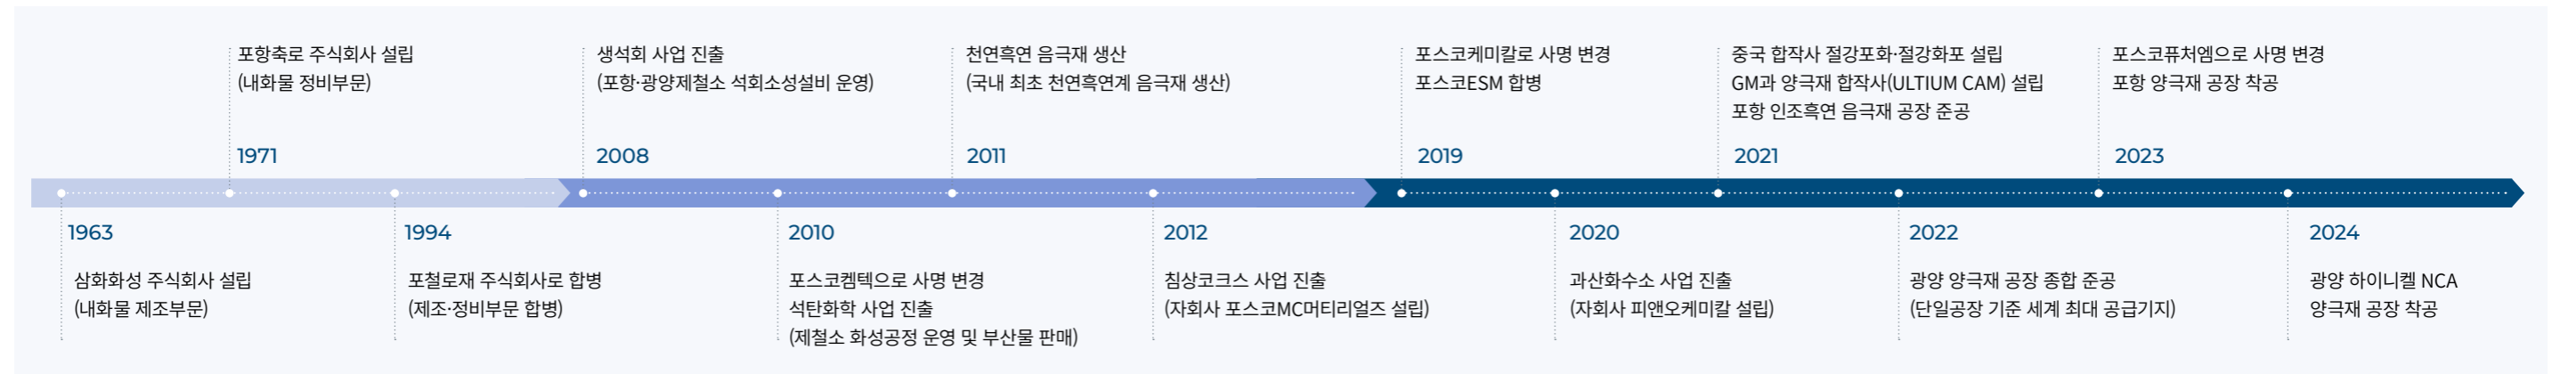 포항축로 주식회사 설립
(내화물 정비부문)
1971
생석회 사업 진출
(포항·광양제철소 석회소성설비 운영)
2008
천연흑연 음극재 생산
(국내 최초 천연흑연계 음극재 생산)
2011
포스코케미칼로 사명 변경
포스코ESM 합병
2019
중국 합작사 절강포화·절강화포 설립
GM과 양극재 합작사(ULTIUM CAM) 설립
포항 인조흑연 음극재 공장 준공
2021
포스코퓨처엠으로 사명 변경
포항 양극재 공장 착공
2023
1963
삼화화성 주식회사 설립
(내화물 제조부문)
1994
포철로재 주식회사로 합병
(제조·정비부문 합병)
2010
포스코켐텍으로 사명 변경
석탄화학 사업 진출
(제철소 화성공정 운영 및 부산물 판매)
2012
침상코크스 사업 진출
(자회사 포스코MC머티리얼즈 설립)
2020
과산화수소 사업 진출
(자회사 피앤오케미칼 설립)
2022
광양 양극재 공장 종합 준공
(단일공장 기준 세계 최대 공급기지)
2024
광양 하이니켈 NCA
양극재 공장 착공